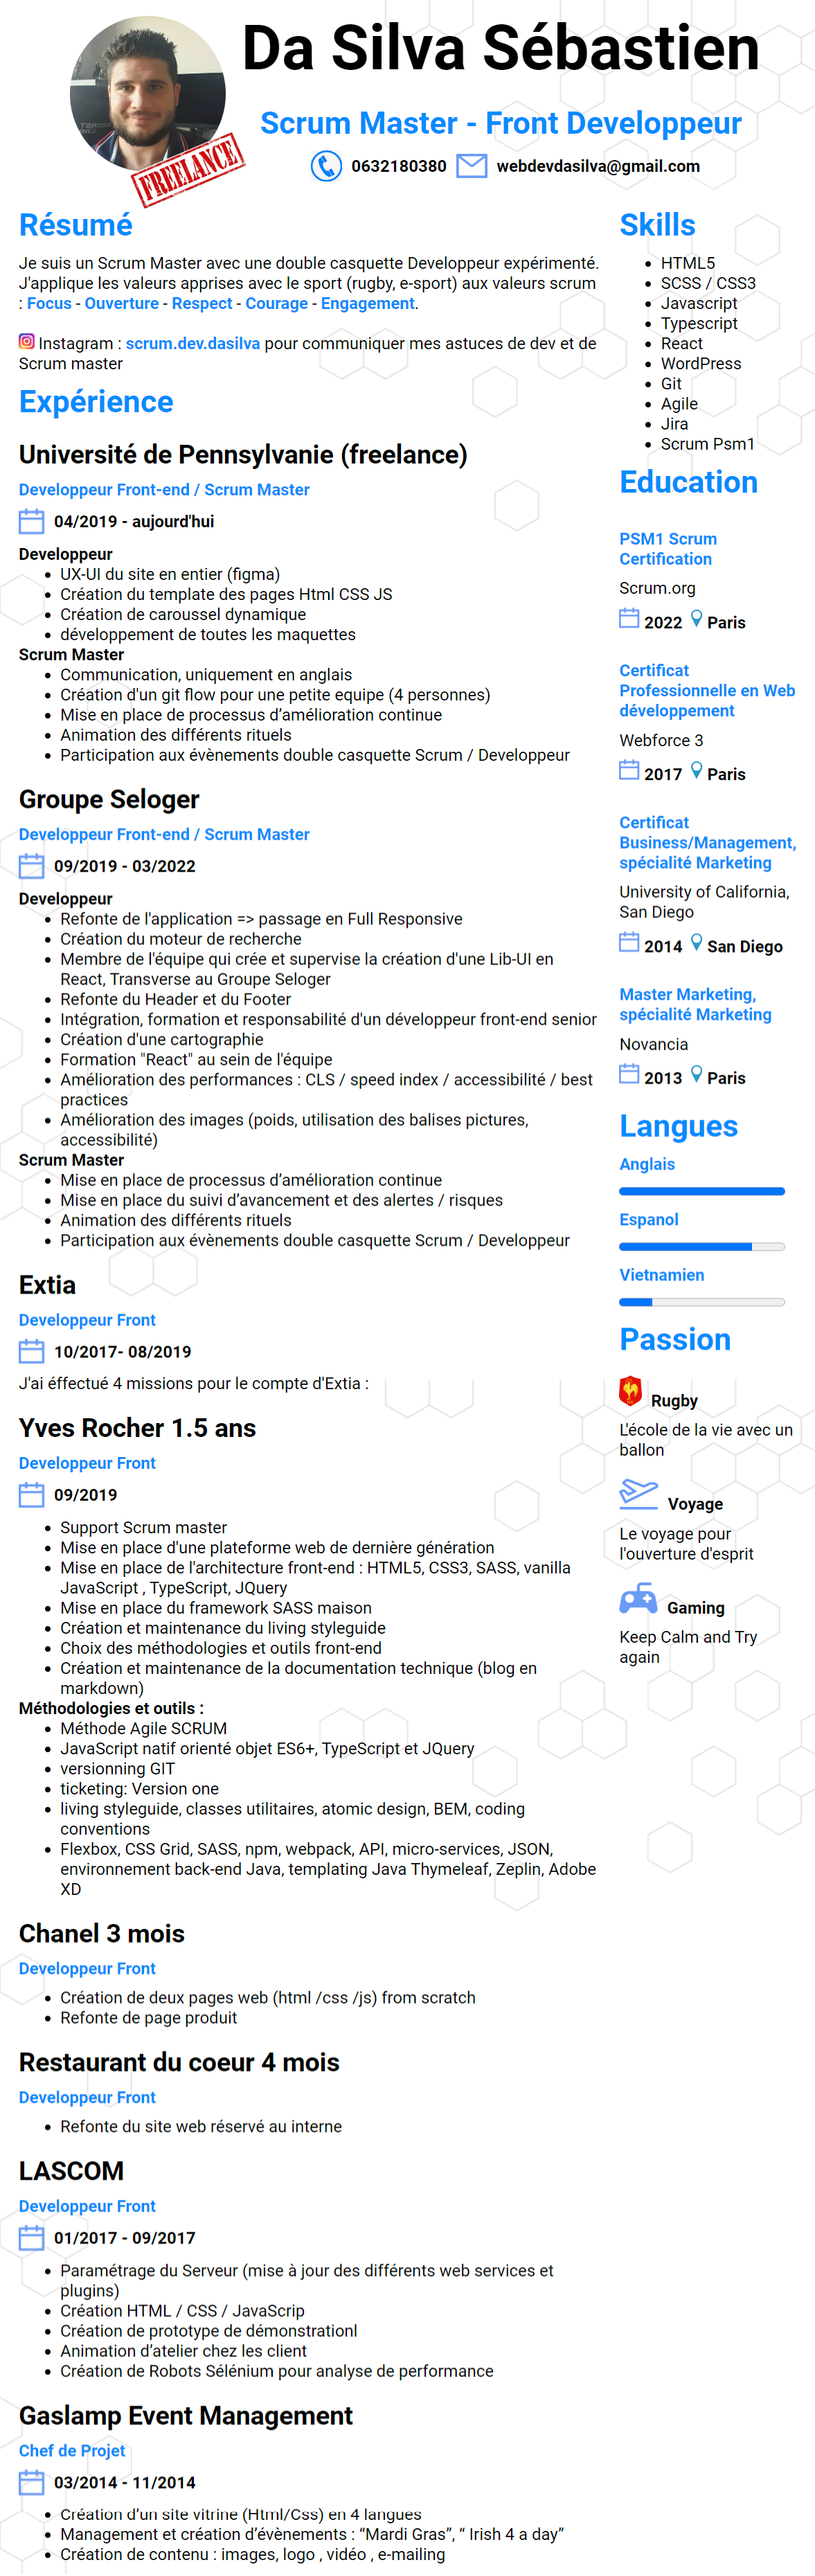 Da Silva Sébastien
Scrum Master - Front Developpeur
0632180380 webdevdasilva@gmail.com
FREELANCE
Résumé
Je suis un Scrum Master avec une double casquette Developpeur expérimenté.
J'applique les valeurs apprises avec le sport (rugby, e-sport) aux valeurs scrum
: Focus - Ouverture - Respect - Courage - Engagement.
Instagram : scrum.dev.dasilva pour communiquer mes astuces de dev et de
Scrum master
Expérience
Université de Pennsylvanie (freelance)
Developpeur Front-end / Scrum Master
04/2019 - aujourd'hui
Developpeur
• UX-UI du site en entier (figma)
• Création du template des pages Html CSS JS
• Création de caroussel dynamique
• développement de toutes les maquettes
Scrum Master
• Communication, uniquement en anglais
• Création d'un git flow pour une petite equipe (4 personnes)
• Mise en place de processus d’amélioration continue
• Animation des différents rituels
• Participation aux évènements double casquette Scrum / Developpeur
Groupe Seloger
Developpeur Front-end / Scrum Master
09/2019 - 03/2022
Developpeur
• Refonte de l'application => passage en Full Responsive
• Création du moteur de recherche
• Membre de l'équipe qui crée et supervise la création d'une Lib-UI en
React, Transverse au Groupe Seloger
• Refonte du Header et du Footer
• Intégration, formation et responsabilité d'un développeur front-end senior
• Création d'une cartographie
• Formation "React" au sein de l'équipe
• Amélioration des performances : CLS / speed index / accessibilité / best
practices
• Amélioration des images (poids, utilisation des balises pictures,
accessibilité)
Scrum Master
• Mise en place de processus d’amélioration continue
• Mise en place du suivi d’avancement et des alertes / risques
• Animation des différents rituels
• Participation aux évènements double casquette Scrum / Developpeur
Extia
Developpeur Front
10/2017- 08/2019
J'ai éffectué 4 missions pour le compte d'Extia :
Yves Rocher 1.5 ans
Developpeur Front
09/2019
• Support Scrum master
• Mise en place d'une plateforme web de dernière génération
• Mise en place de l'architecture front-end : HTML5, CSS3, SASS, vanilla
JavaScript , TypeScript, JQuery
• Mise en place du framework SASS maison
• Création et maintenance du living styleguide
• Choix des méthodologies et outils front-end
• Création et maintenance de la documentation technique (blog en
markdown)
Méthodologies et outils :
• Méthode Agile SCRUM
• JavaScript natif orienté objet ES6+, TypeScript et JQuery
• versionning GIT
• ticketing: Version one
• living styleguide, classes utilitaires, atomic design, BEM, coding
conventions
• Flexbox, CSS Grid, SASS, npm, webpack, API, micro-services, JSON,
environnement back-end Java, templating Java Thymeleaf, Zeplin, Adobe
XD
Chanel 3 mois
Developpeur Front
• Création de deux pages web (html /css /js) from scratch
• Refonte de page produit
Restaurant du coeur 4 mois
Developpeur Front
• Refonte du site web réservé au interne
LASCOM
Developpeur Front
01/2017 - 09/2017
• Paramétrage du Serveur (mise à jour des différents web services et
plugins)
• Création HTML / CSS / JavaScrip
• Création de prototype de démonstrationl
• Animation d’atelier chez les client
• Création de Robots Sélénium pour analyse de performance
Gaslamp Event Management
Chef de Projet
03/2014 - 11/2014
• Création d’un site vitrine (Html/Css) en 4 langues
• Management et création d’évènements : “Mardi Gras”, “ Irish 4 a day”
• Création de contenu : images, logo , vidéo , e-mailing
Skills
• HTML5
• SCSS / CSS3
• Javascript
• Typescript
• React
• WordPress
• Git
• Agile
• Jira
• Scrum Psm1
Education
PSM1 Scrum
Certification
Scrum.org
2022 Paris
Certificat
Professionnelle en Web
développement
Webforce 3
2017 Paris
Certificat
Business/Management,
spécialité Marketing
University of California,
San Diego
2014 San Diego
Master Marketing,
spécialité Marketing
Novancia
2013 Paris
Langues
Anglais
Espanol
Vietnamien
Passion
Rugby
L'école de la vie avec un
ballon
Voyage
Le voyage pour
l'ouverture d'esprit
Gaming
Keep Calm and Try
again